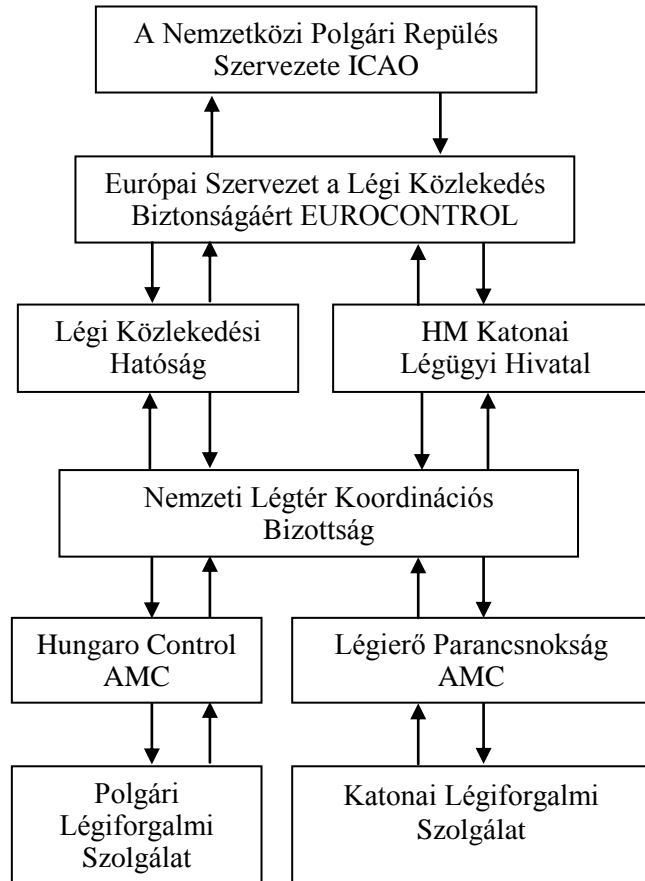 A Nemzetközi Polgári Repülés
Szervezete ICAO
Európai Szervezet a Légi Közlekedés
Biztonságáért EUROCONTROL
Légi Közlekedési
Hatóság
HM Katonai
Légügyi Hivatal
Nemzeti Légtér Koordinációs
Bizottság
Hungaro Control
AMC
Légierő Parancsnokság
AMC
Polgári
Légiforgalmi
Szolgálat
Katonai Légiforgalmi
Szolgálat